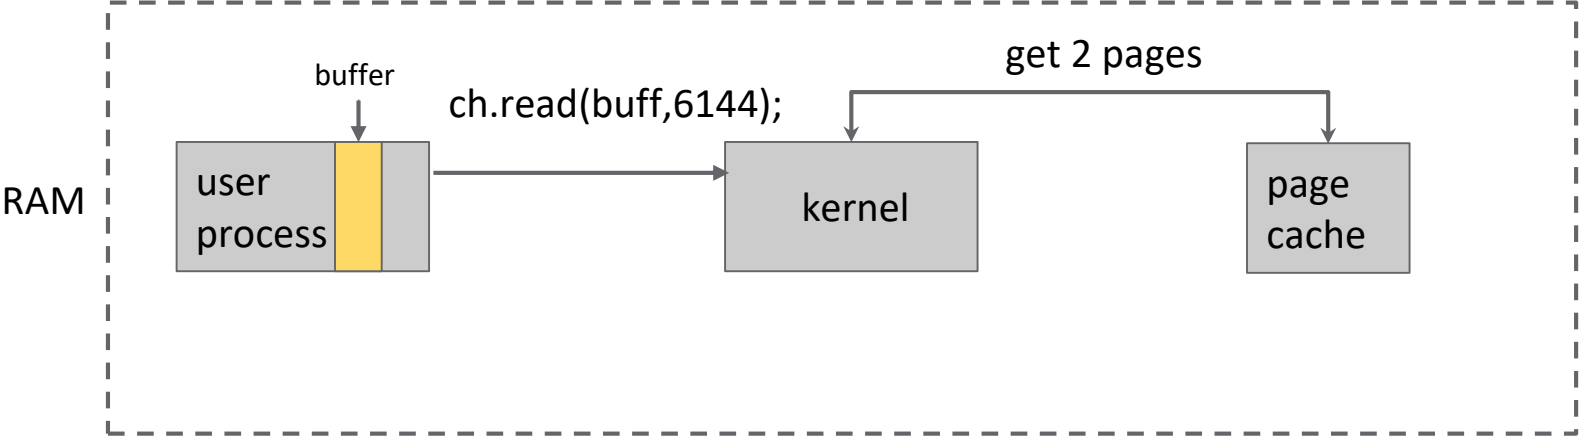 get 2 pages
buffer
ch.read(buff,6144);
RAM
user
process
kernel
page
cache